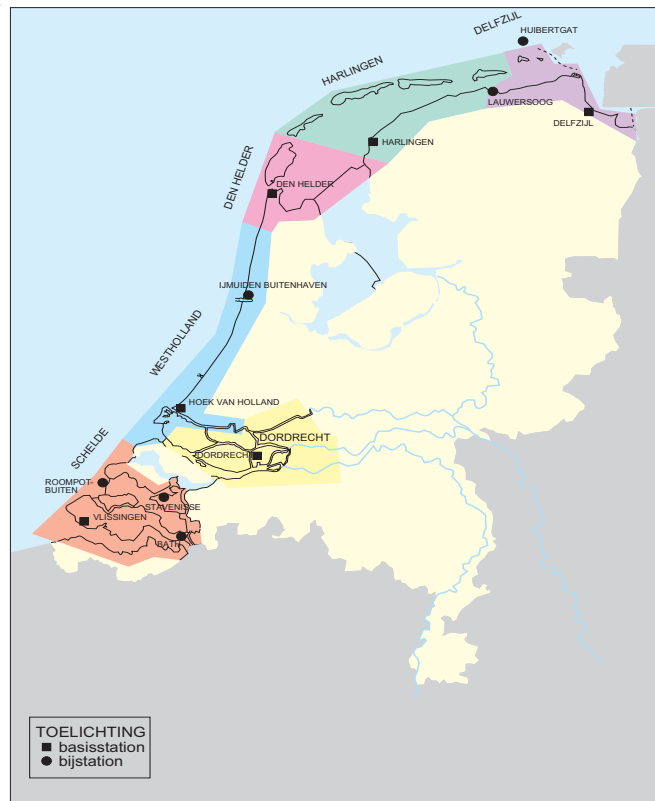 DELFZIJL
HUIBERTGAT
HARLINGEN
LAUWERSOOG
DELFZIJL
HARLINGEN
DEN HELDER
DEN HELDER
IJMUIDEN BUITENHAVEN
WESTHOLLAND
HOEK VAN HOLLAND
DORDRECHT
SCHELDE
DORDRECHT
ROOMPOT-
BUITEN
STAVENISSE
VLISSINGEN
BATH
TOELICHTING
basisstation
bijstation